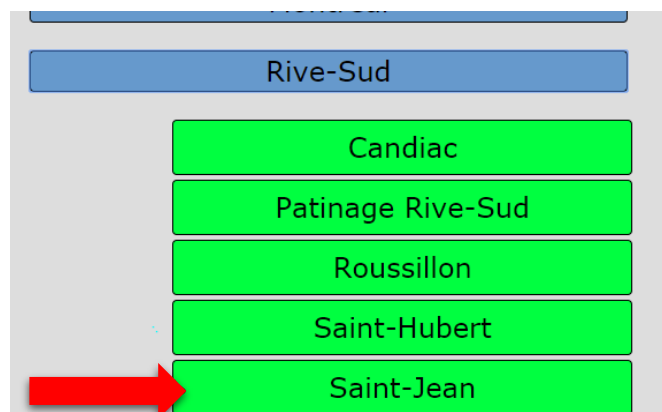 Rive-Sud
Candiac
Patinage Rive-Sud
Roussillon
Saint-Hubert
Saint-Jean